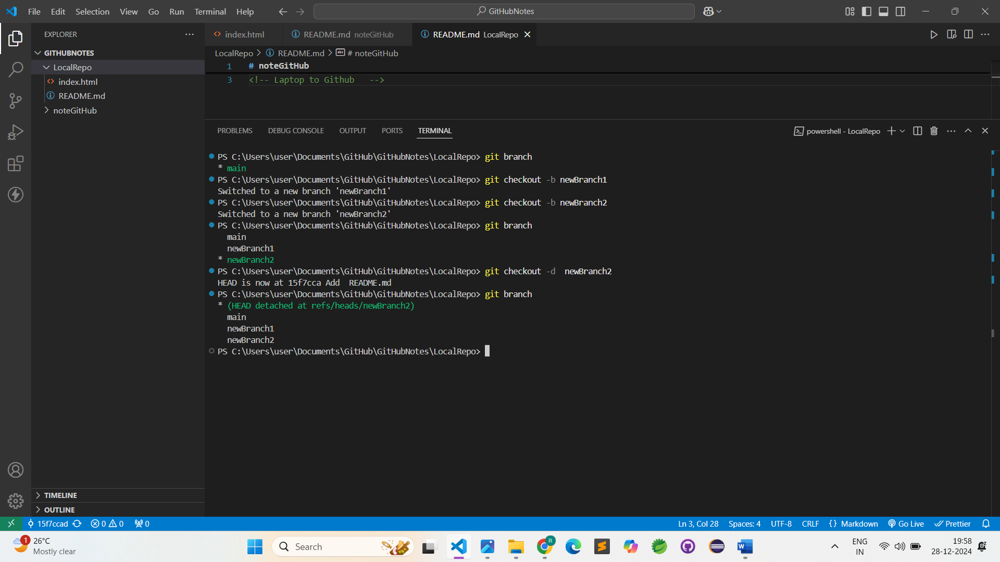 File Edit Selection View Go Run Terminal Help
GitHubNotes
EXPLORER
GITHUBNOTES
LocalRepo
index.html
README.md
noteGitHub
TIMELINE
OUTLINE
index.html
README.md noteGitHub
README.md LocalRepo
LocalRepo > README.md > # noteGitHub
1 # noteGitHub
3 <!-- Laptop to Github   -->
PROBLEMS DEBUG CONSOLE OUTPUT PORTS TERMINAL
powershell - LocalRepo
PS C:\Users\user\Documents\GitHub\GitHubNotes\LocalRepo> git branch
* main
PS C:\Users\user\Documents\GitHub\GitHubNotes\LocalRepo> git checkout -b newBranch1
Switched to a new branch 'newBranch1'
PS C:\Users\user\Documents\GitHub\GitHubNotes\LocalRepo> git checkout -b newBranch2
Switched to a new branch 'newBranch2'
PS C:\Users\user\Documents\GitHub\GitHubNotes\LocalRepo> git branch
  main
  newBranch1
* newBranch2
PS C:\Users\user\Documents\GitHub\GitHubNotes\LocalRepo> git checkout -d  newBranch2
HEAD is now at 15f7cca Add  README.md
PS C:\Users\user\Documents\GitHub\GitHubNotes\LocalRepo> git branch
* (HEAD detached at refs/heads/newBranch2)
  main
  newBranch1
  newBranch2
PS C:\Users\user\Documents\GitHub\GitHubNotes\LocalRepo>
15f7ccad 0 0 0
Ln 3, Col 28 Spaces: 4 UTF-8 CRLF {} Markdown Go Live Prettier
1 26°C
Mostly clear
Search
R
W
ENG
IN
19:58
28-12-2024